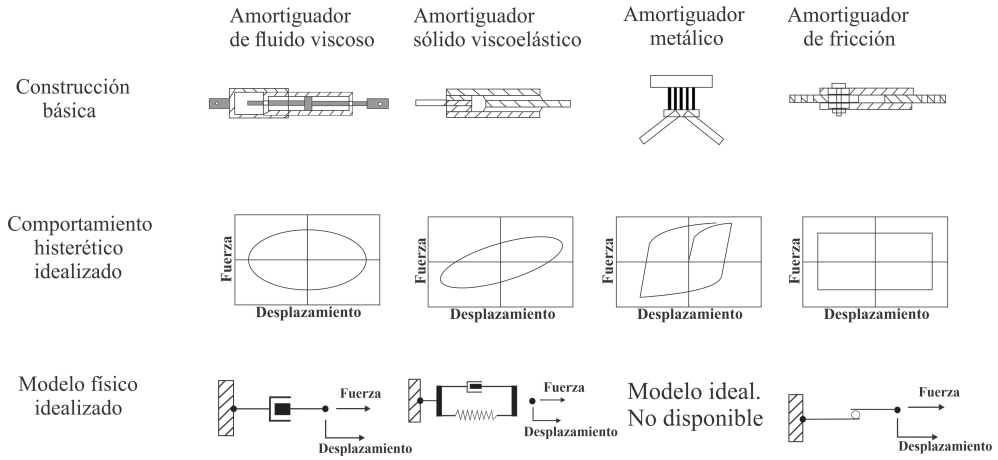 Amortiguador
de fluido viscoso
Amortiguador
sólido viscoelástico
Amortiguador
metálico
Amortiguador
de fricción
Construcción
básica
Comportamiento
histerético
idealizado
Fuerza
Desplazamiento
Fuerza
Desplazamiento
Fuerza
Desplazamiento
Fuerza
Desplazamiento
Modelo físico
idealizado
Fuerza
Desplazamiento
Fuerza
Desplazamiento
Modelo ideal.
No disponible
Fuerza
Desplazamiento